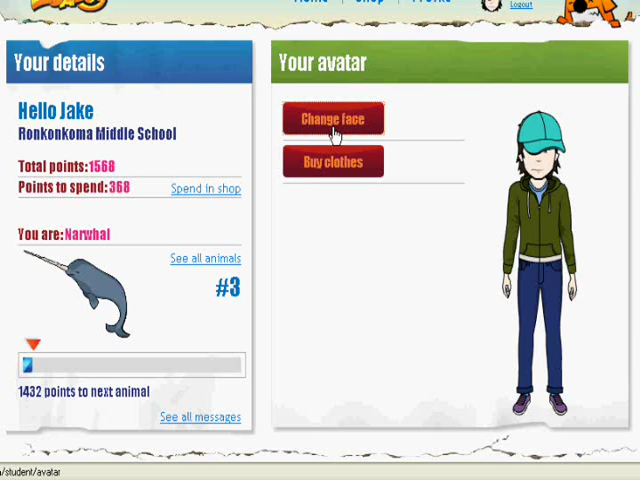 Home Shop Profile
Logout
Your details
Your avatar
Hello Jake
Ronkonkoma Middle School
Total points: 1568
Points to spend: 368
Spend in shop
You are: Narwhal
See all animals
#3
1432 points to next animal
See all messages
Change face
Buy clothes
/student/avatar